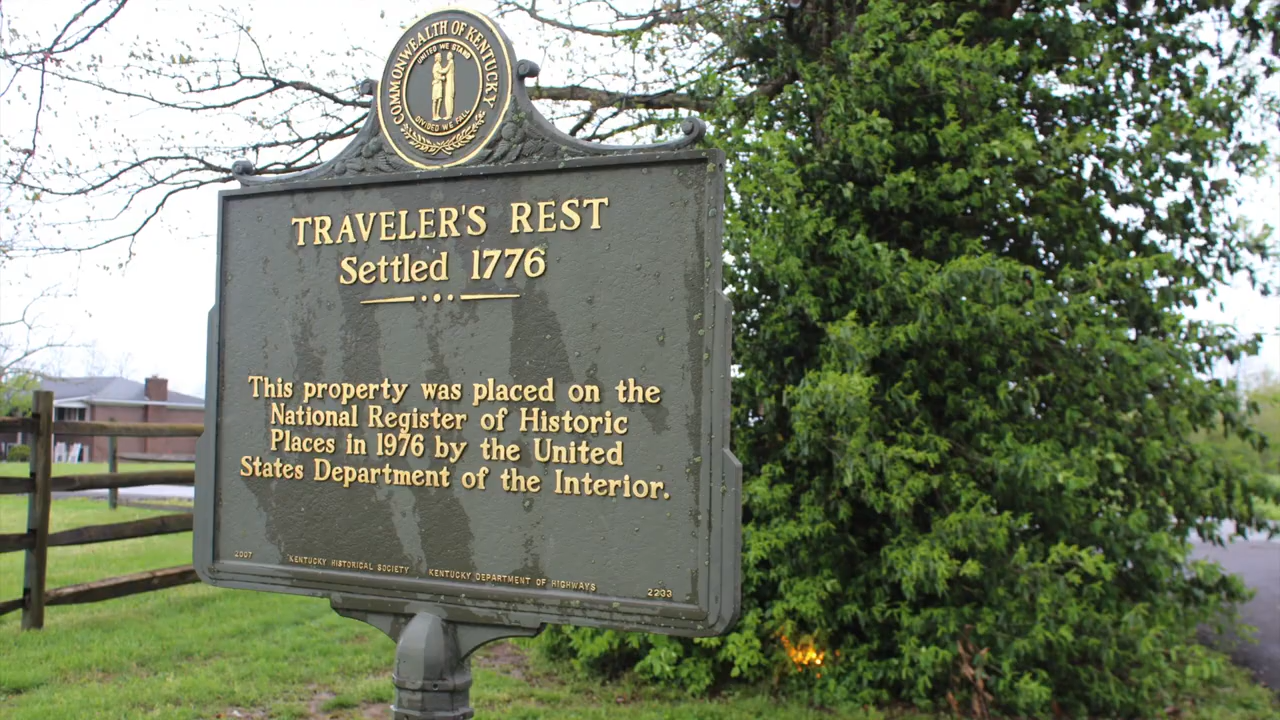 COMMONWEALTH OF KENTUCKY
UNITED WE STAND
DIVIDED WE FALL
TRAVELER'S REST
Settled 1776
This property was placed on the
National Register of Historic
Places in 1976 by the United
States Department of the Interior.
2007 KENTUCKY HISTORICAL SOCIETY KENTUCKY DEPARTMENT OF HIGHWAYS 2233